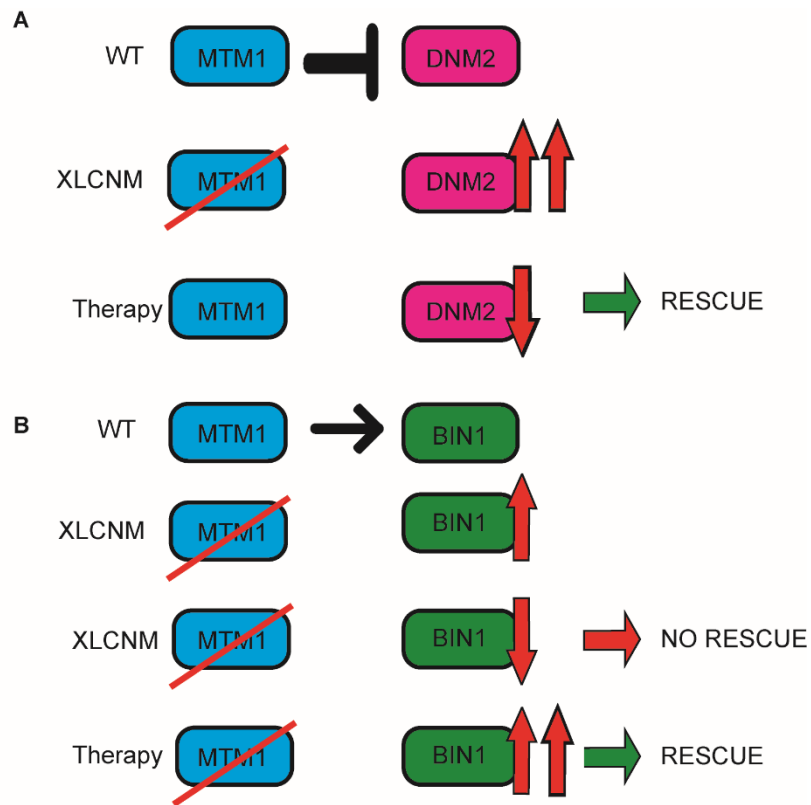 A
WT MTM1 DNM2
XLCNM MTM1 DNM2
Therapy MTM1 DNM2 RESCUE
B
WT MTM1 BIN1
XLCNM MTM1 BIN1
XLCNM MTM1 BIN1 NO RESCUE
Therapy MTM1 BIN1 RESCUE